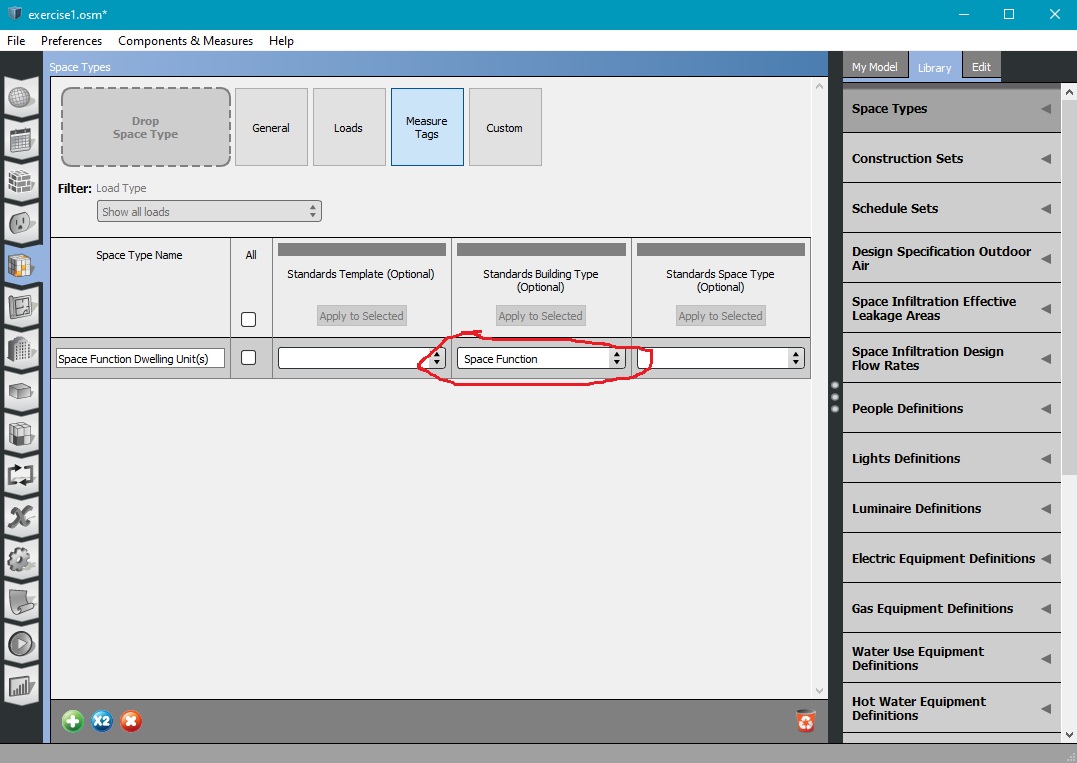 exercise1.osm*
File Preferences Components & Measures Help
Space Types
My Model Library Edit
Drop
Space Type
General
Loads
Measure
Tags
Custom
Filter: Load Type
Show all loads
Space Type Name
All
Standards Template (Optional)
Apply to Selected
Standards Building Type
(Optional)
Apply to Selected
Standards Space Type
(Optional)
Apply to Selected
Space Function Dwelling Unit(s)
Space Function
Space Types
Construction Sets
Schedule Sets
Design Specification Outdoor
Air
Space Infiltration Effective
Leakage Areas
Space Infiltration Design
Flow Rates
People Definitions
Lights Definitions
Luminaire Definitions
Electric Equipment Definitions
Gas Equipment Definitions
Water Use Equipment
Definitions
Hot Water Equipment
Definitions
X2